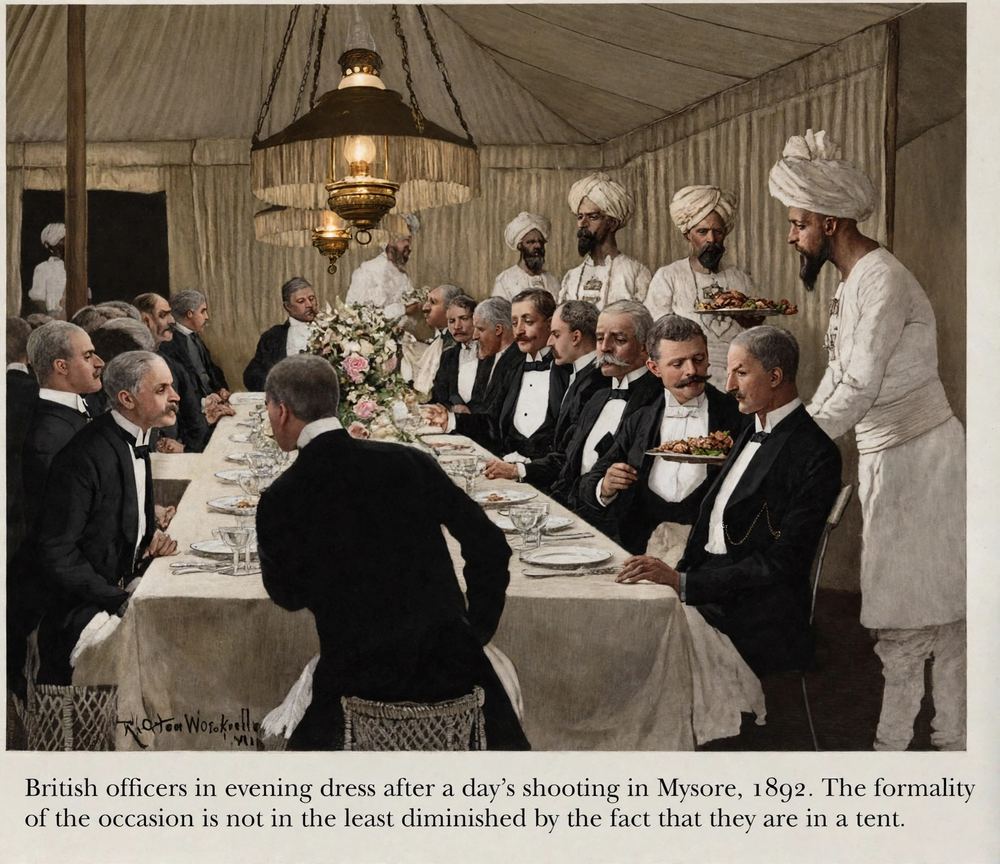 British officers in evening dress after a day's shooting in Mysore, 1892. The formality
of the occasion is not in the least diminished by the fact that they are in a tent.